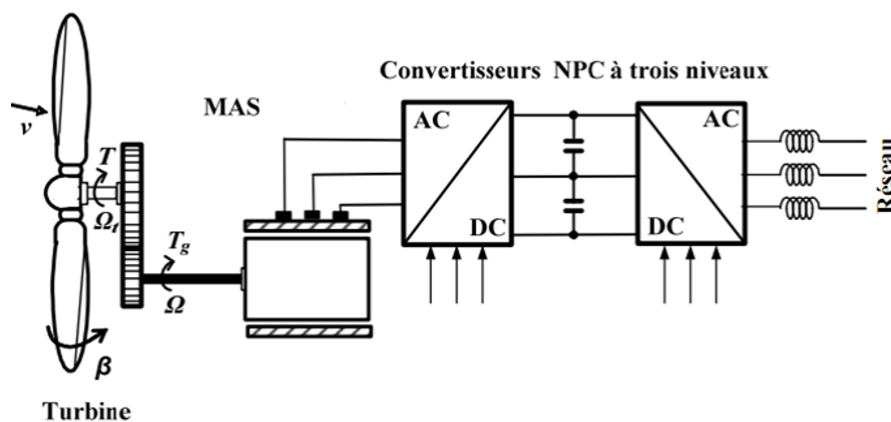 Convertisseurs NPC à trois niveaux
MAS
v
T
Ωt
Tg
Ω
β
AC
DC
AC
DC
Réseau
Turbine